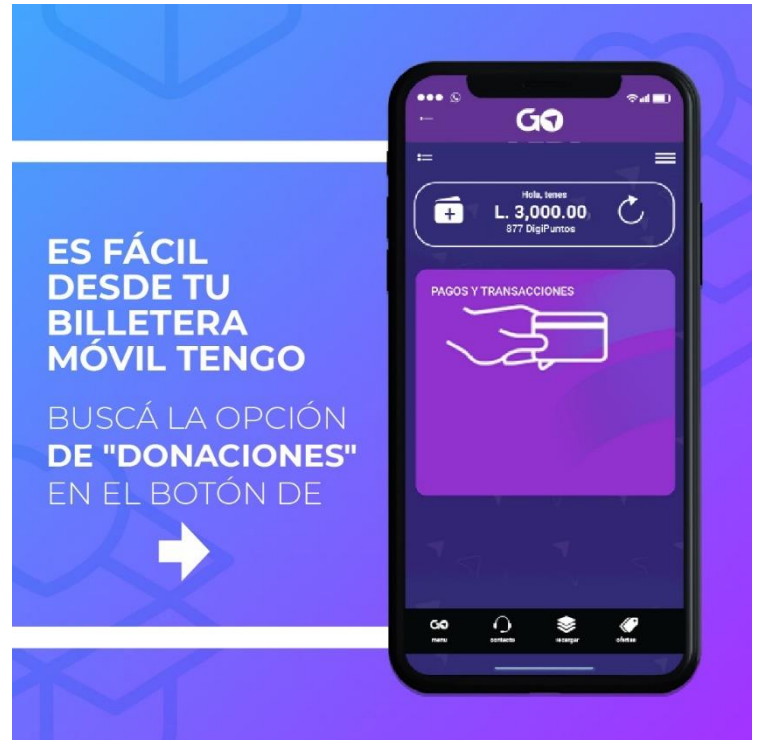 ES FÁCIL
DESDE TU
BILLETERA
MÓVIL TENGO
BUSCÁ LA OPCIÓN
DE "DONACIONES"
EN EL BOTÓN DE
GO
Hola, tenes
L. 3,000.00
877 DigiPuntos
PAGOS Y TRANSACCIONES
GO
menu
contacto
recargar
ofertas